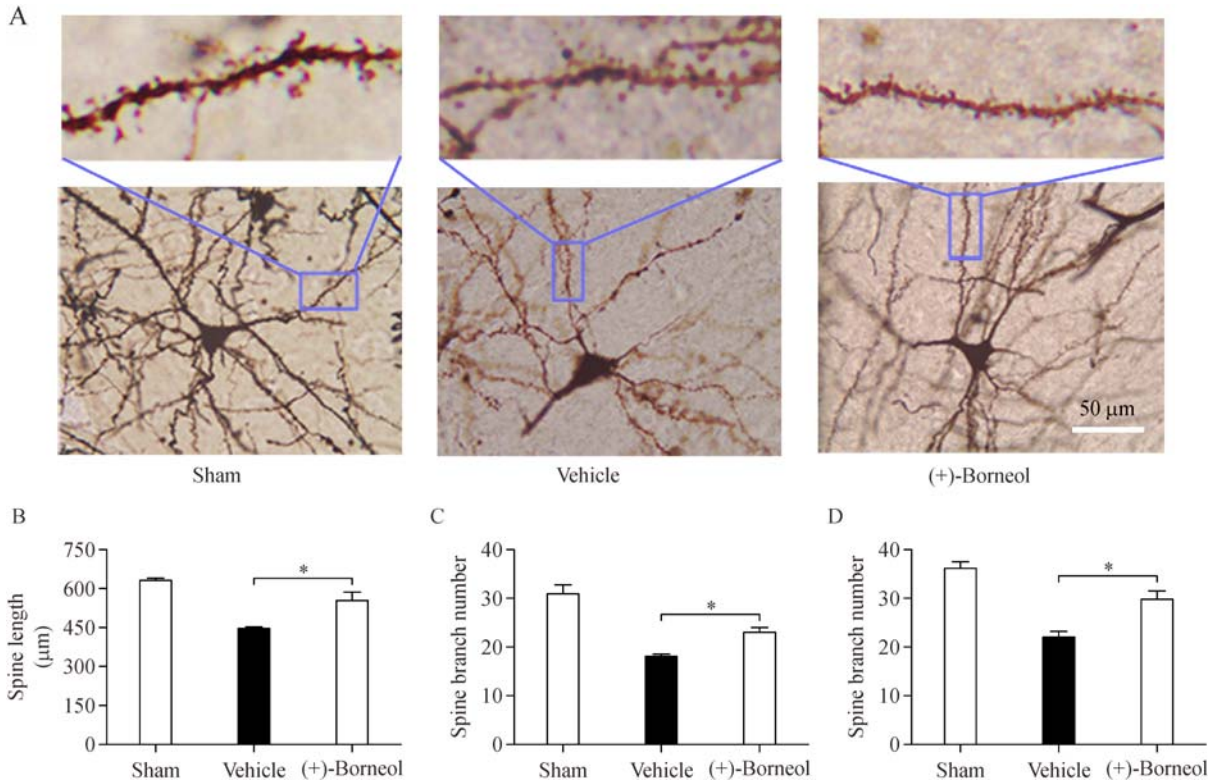 A
Sham
Vehicle
(+)-Borneol
50 μm
B
Spine length
(μm)
750
600
450
300
150
0
Sham
Vehicle
(+)-Borneol
*
C
Spine branch number
40
30
20
10
0
Sham
Vehicle
(+)-Borneol
*
D
Spine branch number
40
30
20
10
0
Sham
Vehicle
(+)-Borneol
*